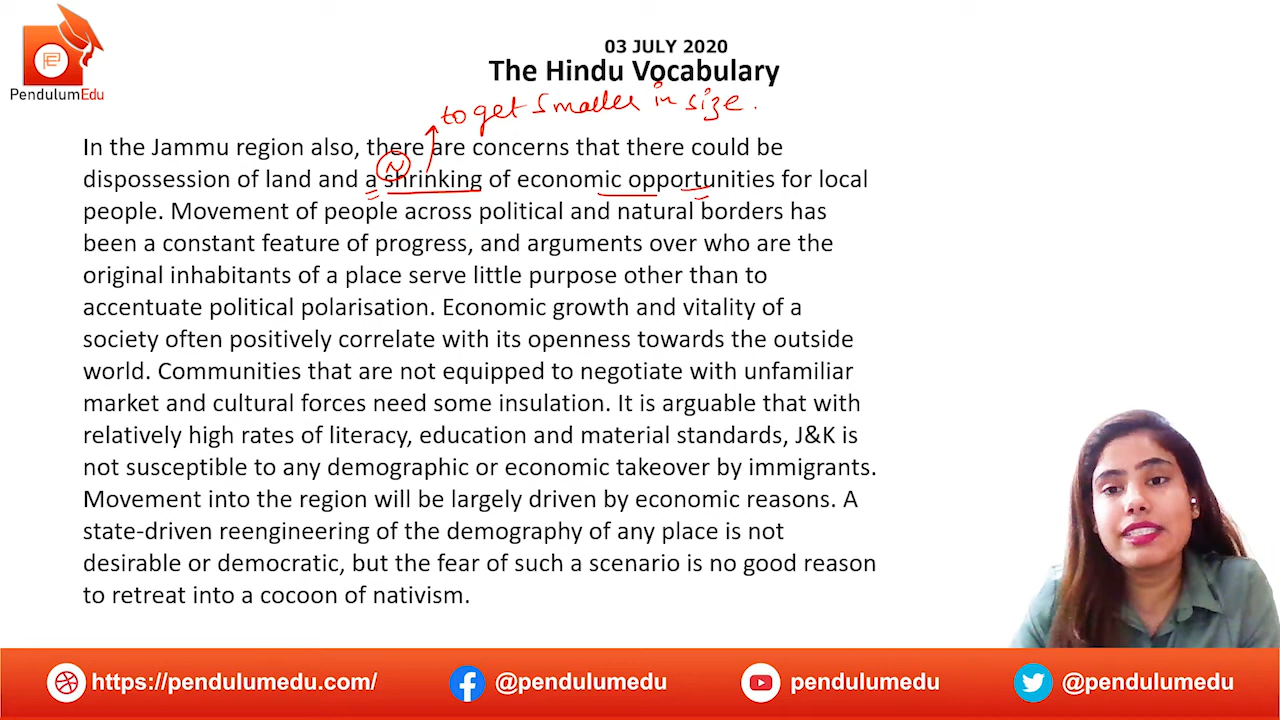 PendulumEdu
03 JULY 2020
The Hindu Vocabulary
to get smaller in size.
In the Jammu region also, there are concerns that there could be
dispossession of land and a shrinking of economic opportunities for local
people. Movement of people across political and natural borders has
been a constant feature of progress, and arguments over who are the
original inhabitants of a place serve little purpose other than to
accentuate political polarisation. Economic growth and vitality of a
society often positively correlate with its openness towards the outside
world. Communities that are not equipped to negotiate with unfamiliar
market and cultural forces need some insulation. It is arguable that with
relatively high rates of literacy, education and material standards, J&K is
not susceptible to any demographic or economic takeover by immigrants.
Movement into the region will be largely driven by economic reasons. A
state-driven reengineering of the demography of any place is not
desirable or democratic, but the fear of such a scenario is no good reason
to retreat into a cocoon of nativism.
https://pendulumedu.com/ @pendulumedu pendulumedu @pendulumedu